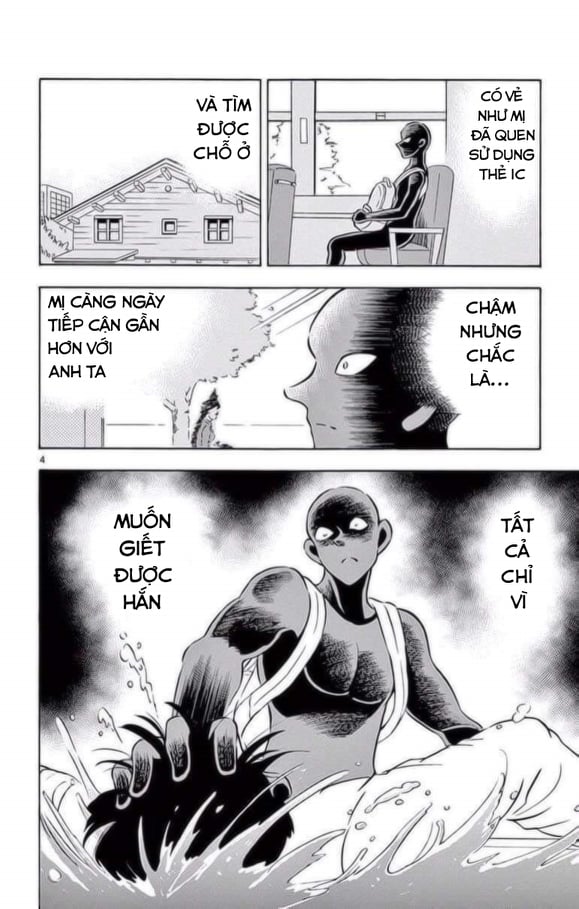 CÓ VẺ
NHƯ MỊ
ĐÃ QUEN
SỬ DỤNG
THẺ IC
VÀ TÌM
ĐƯỢC
CHỖ Ở
CHẬM
NHƯNG
CHẮC
LÀ...
MỊ CÀNG NGÀY
TIẾP CẬN GẦN
HƠN VỚI
ANH TA
4
TẤT
CẢ
CHỈ
VÌ
MUỐN
GIẾT
ĐƯỢC
HẮN